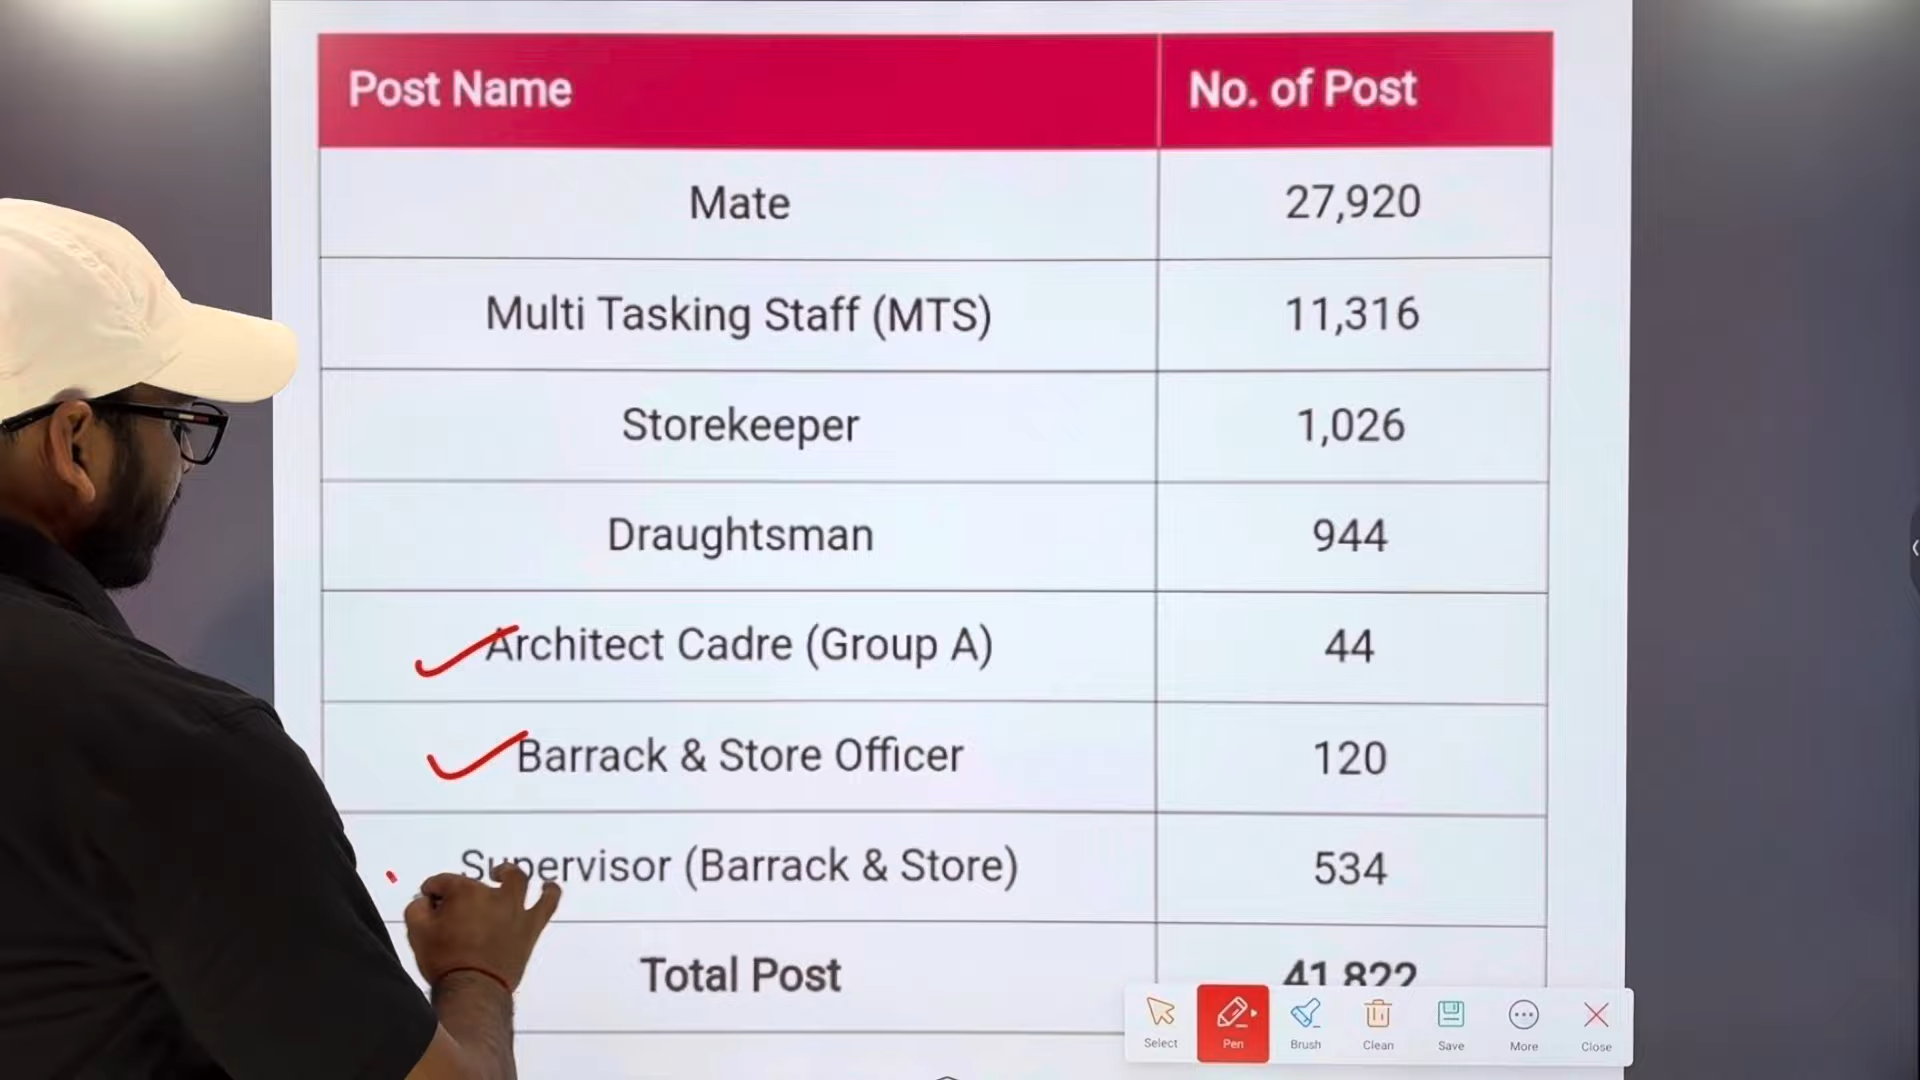 Post Name No. of Post
Mate 27,920
Multi Tasking Staff (MTS) 11,316
Storekeeper 1,026
Draughtsman 944
Architect Cadre (Group A) 44
Barrack & Store Officer 120
Supervisor (Barrack & Store) 534
Total Post 41,822
Select Pen Brush Clean Save More Close